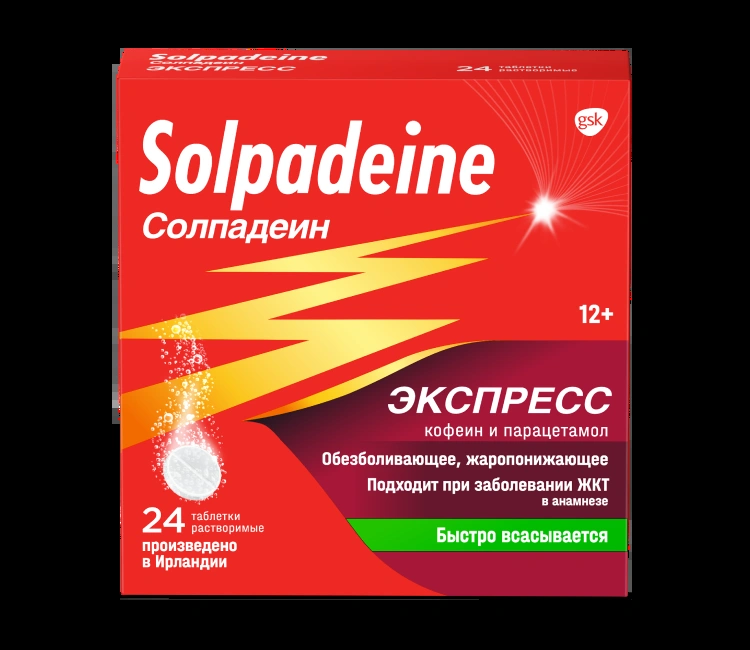 Solpadeine
Солпадеин
ЭКСПРЕСС
24 таблетки
растворимые
gsk
Solpadeine
Солпадеин
12+
ЭКСПРЕСС
кофеин и парацетамол
Обезболивающее, жаропонижающее
Подходит при заболевании ЖКТ
в анамнезе
24 таблетки
растворимые
произведено
в Ирландии
Быстро всасывается